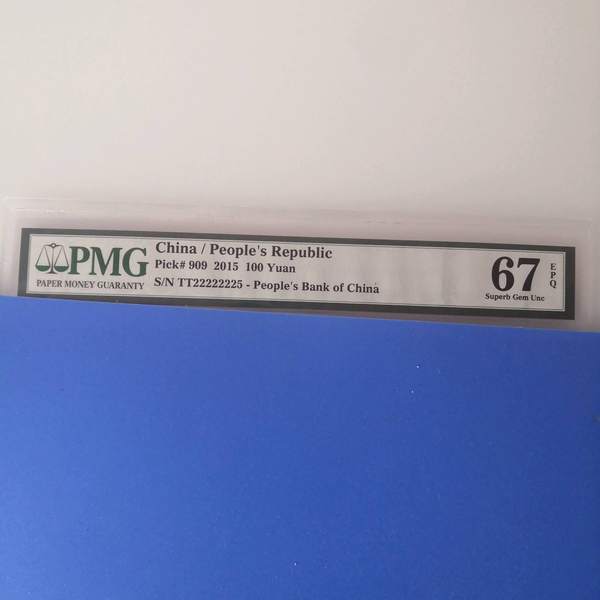 PMG
PAPER MONEY GUARANTY
China / People's Republic
Pick# 909 2015 100 Yuan
S/N TT22222225 - People's Bank of China
67
EPQ
Superb Gem Unc